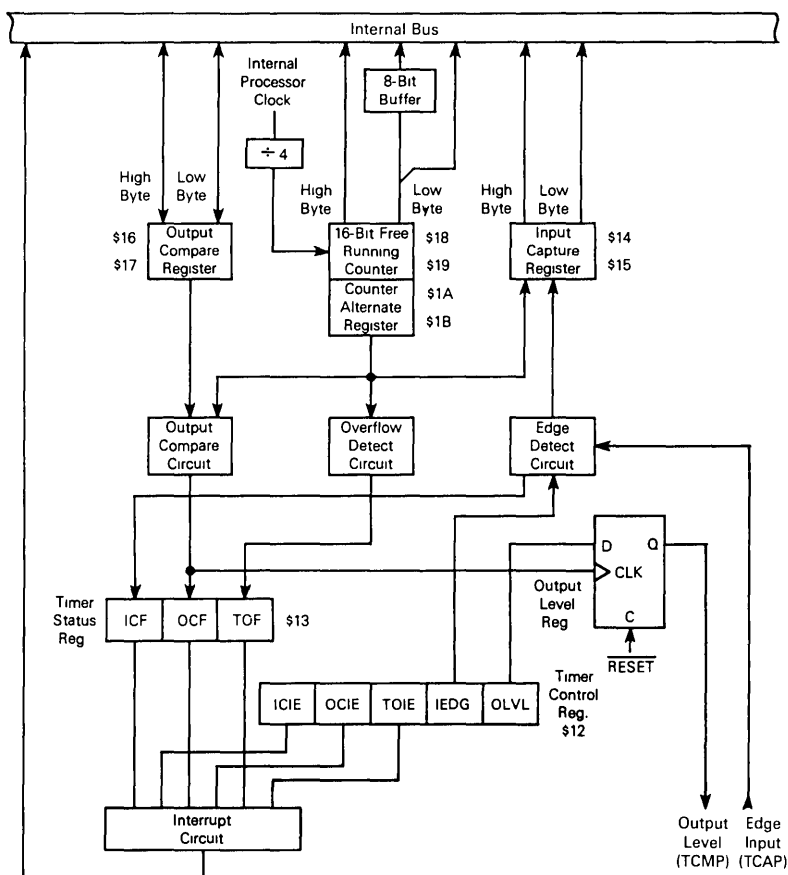 Internal Bus
Internal
Processor
Clock
8-Bit
Buffer
÷ 4
High
Byte
Low
Byte
High
Byte
Low
Byte
High
Byte
Low
Byte
$16
$17
Output
Compare
Register
16-Bit Free
Running
Counter
$18
$19
Counter
Alternate
Register
$1A
$1B
Input
Capture
Register
$14
$15
Output
Compare
Circuit
Overflow
Detect
Circuit
Edge
Detect
Circuit
D Q
CLK
C
Output
Level
Reg
RESET
Timer
Status
Reg
ICF OCF TOF
$13
ICIE OCIE TOIE IEDG OLVL
Timer
Control
Reg.
$12
Interrupt
Circuit
Output
Level
(TCMP)
Edge
Input
(TCAP)